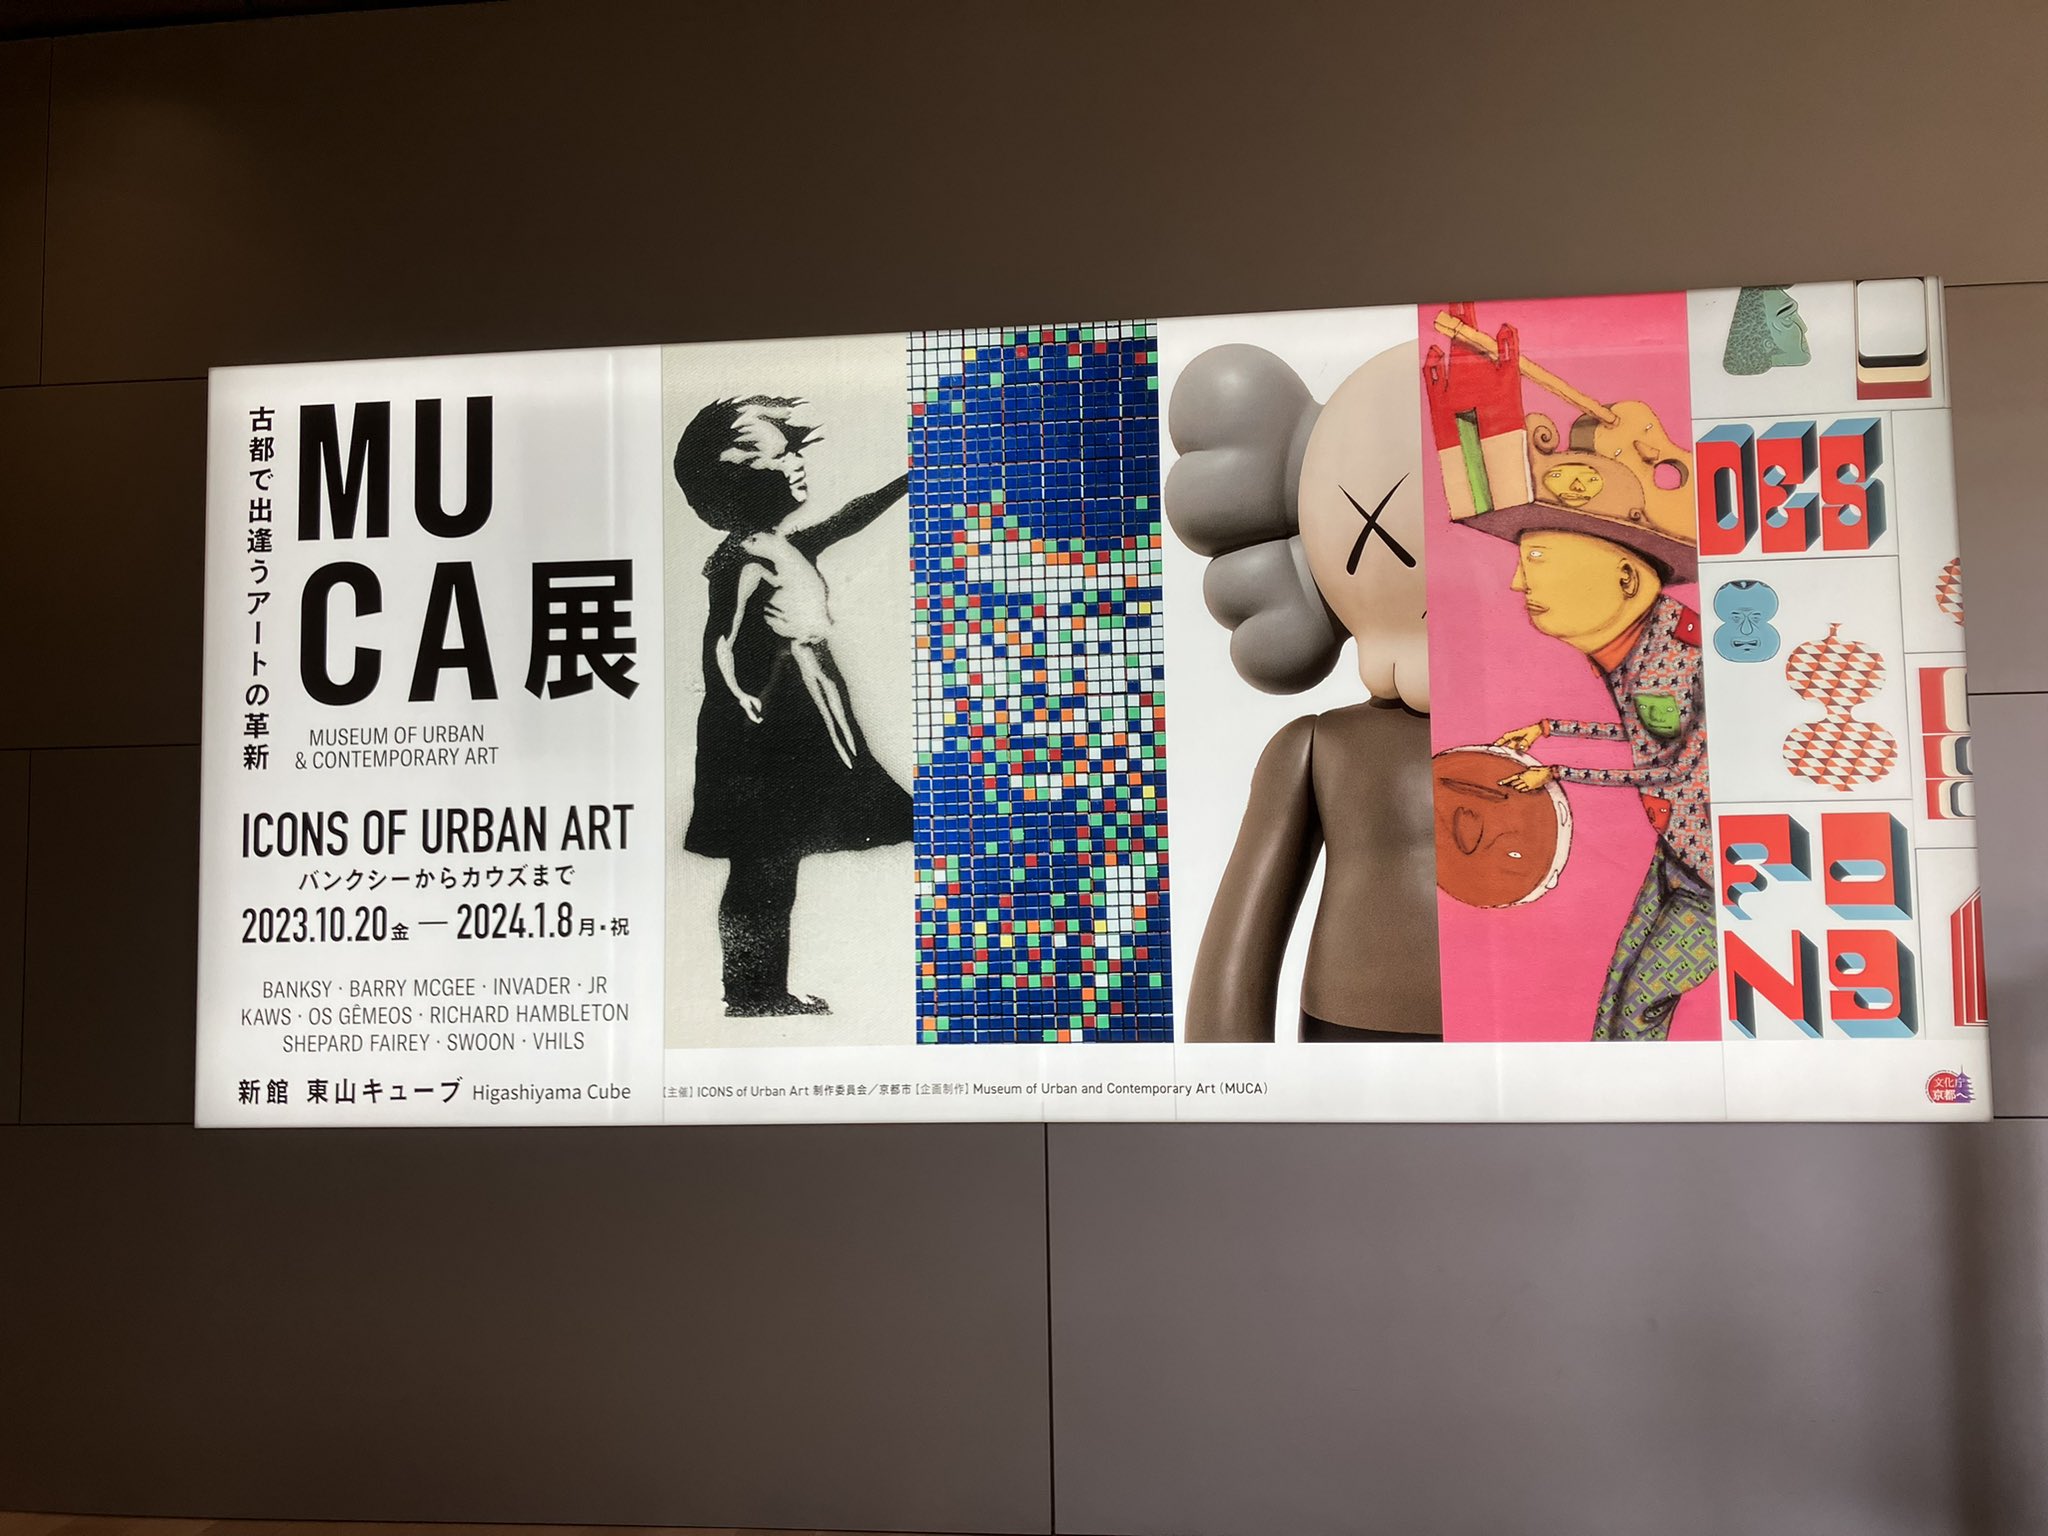 古都で出逢うアートの革新
MU
CA展
MUSEUM OF URBAN
& CONTEMPORARY ART
ICONS OF URBAN ART
バンクシーからカウズまで
2023.10.20金 — 2024.1.8月・祝
BANKSY · BARRY MCGEE · INVADER · JR
KAWS · OS GÊMEOS · RICHARD HAMBLETON
SHEPARD FAIREY · SWOON · VHILS
新館 東山キューブ Higashiyama Cube
【主催】ICONS of Urban Art 制作委員会／京都市【企画制作】Museum of Urban and Contemporary Art (MUCA)
DES
文化庁
京都へ